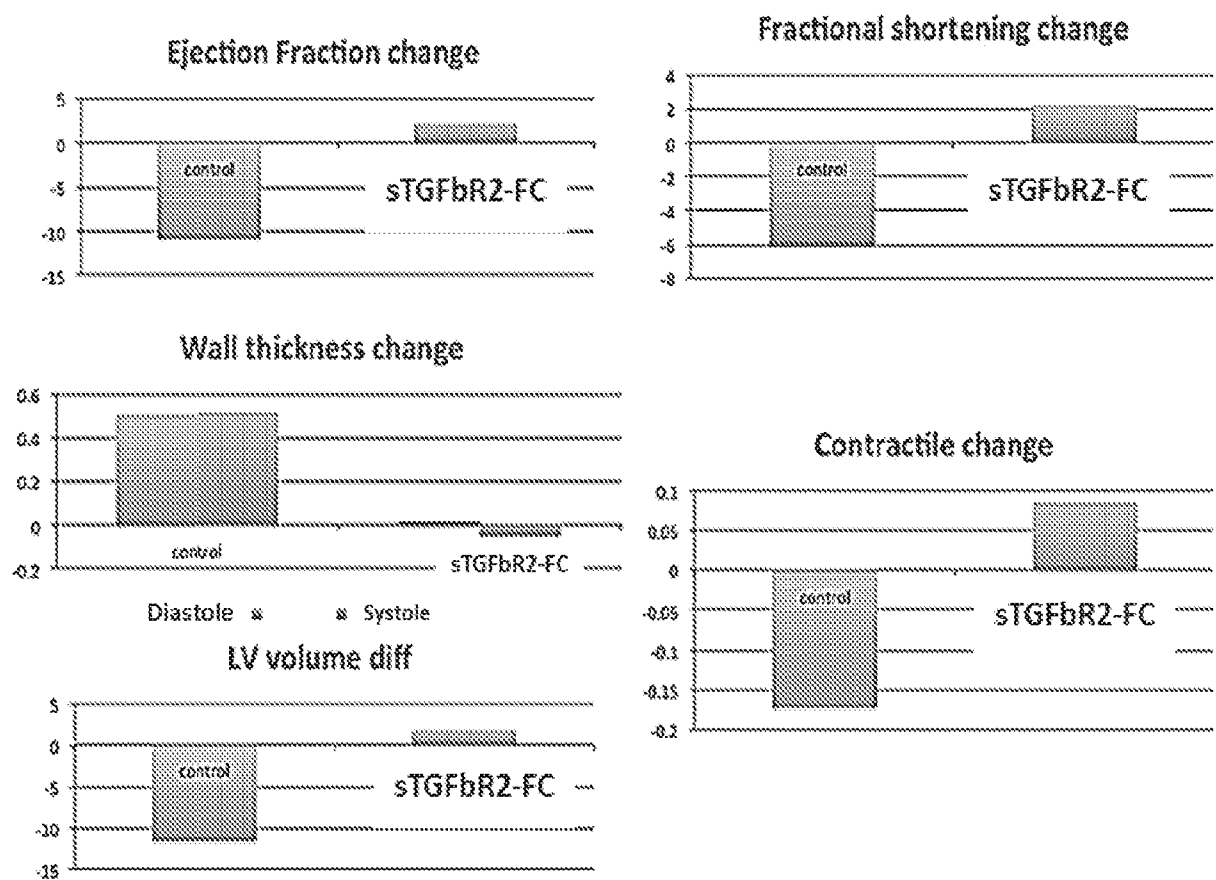 Ejection Fraction change
5
0
-5
-10
-15
control
sTGFbR2-FC
Fractional shortening change
4
2
0
-2
-4
-6
-8
control
sTGFbR2-FC
Wall thickness change
0.6
0.4
0.2
0
-0.2
control
sTGFbR2-FC
Diastole
Systole
Contractile change
0.1
0.05
0
-0.05
-0.1
-0.15
-0.2
control
sTGFbR2-FC
LV volume diff
5
0
-5
-10
-15
control
sTGFbR2-FC